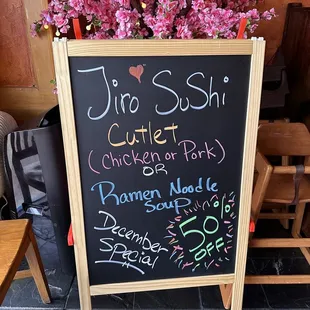 Jiro SuShi
Cutlet
(chicken or Pork)
OR
Ramen Noodle
Soup
December
Special
50%
OFF